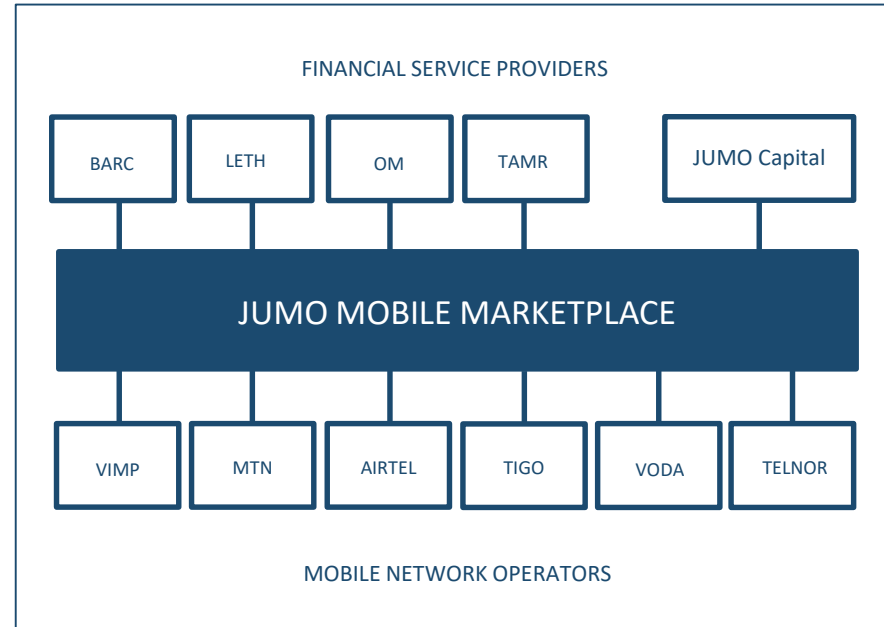 FINANCIAL SERVICE PROVIDERS
BARC
LETH
OM
TAMR
JUMO Capital
JUMO MOBILE MARKETPLACE
VIMP
MTN
AIRTEL
TIGO
VODA
TELNOR
MOBILE NETWORK OPERATORS